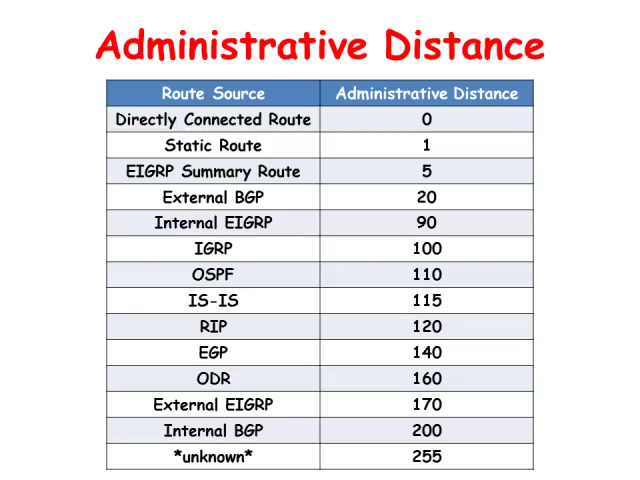 Administrative Distance
Route Source Administrative Distance
Directly Connected Route 0
Static Route 1
EIGRP Summary Route 5
External BGP 20
Internal EIGRP 90
IGRP 100
OSPF 110
IS-IS 115
RIP 120
EGP 140
ODR 160
External EIGRP 170
Internal BGP 200
*unknown* 255